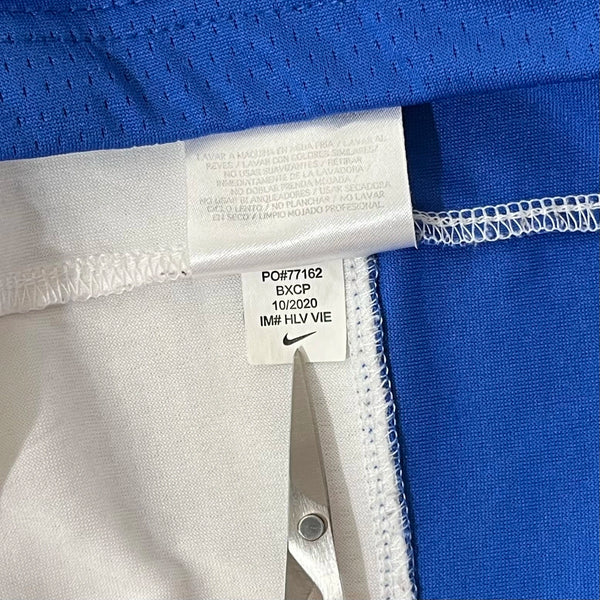 LAVAR A MAQUINA EN AGUA FRIA / LAVAR AL
REVES / LAVAR CON COLORES SIMILARES/
NO USAR SUAVIZANTES / RETIRAR
INMEDIATAMENTE DE LA LAVADORA
NO DOBLAR PRENDA MOJADA /
NO USAR BLANQUEADORES / USAR SECADORA
CICLO LENTO / NO PLANCHAR / NO LAVAR
EN SECO / LIMPIO MOJADO PROFESIONAL
PO#77162
BXCP
10/2020
IM# HLV VIE